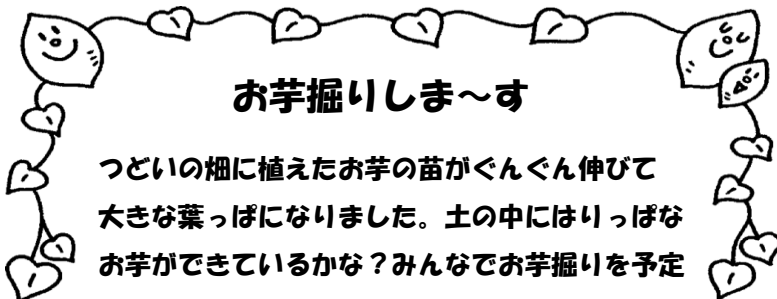 お芋掘りしま～す
つどいの畑に植えたお芋の苗がぐんぐん伸びて
大きな葉っぱになりました。土の中にはりっぱな
お芋ができているかな？みんなでお芋掘りを予定